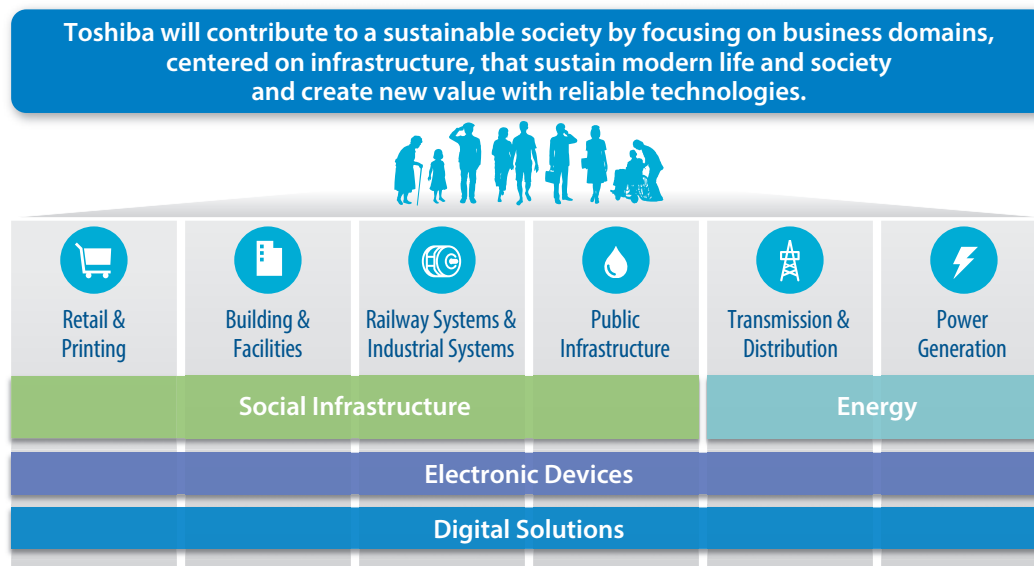 Toshiba will contribute to a sustainable society by focusing on business domains,
centered on infrastructure, that sustain modern life and society
and create new value with reliable technologies.
Retail &
Printing
Building &
Facilities
Railway Systems &
Industrial Systems
Public
Infrastructure
Transmission &
Distribution
Power
Generation
Social Infrastructure
Energy
Electronic Devices
Digital Solutions